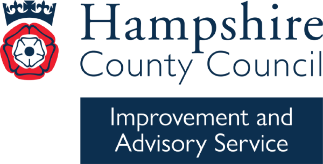 Hampshire
County Council
Improvement and
Advisory Service